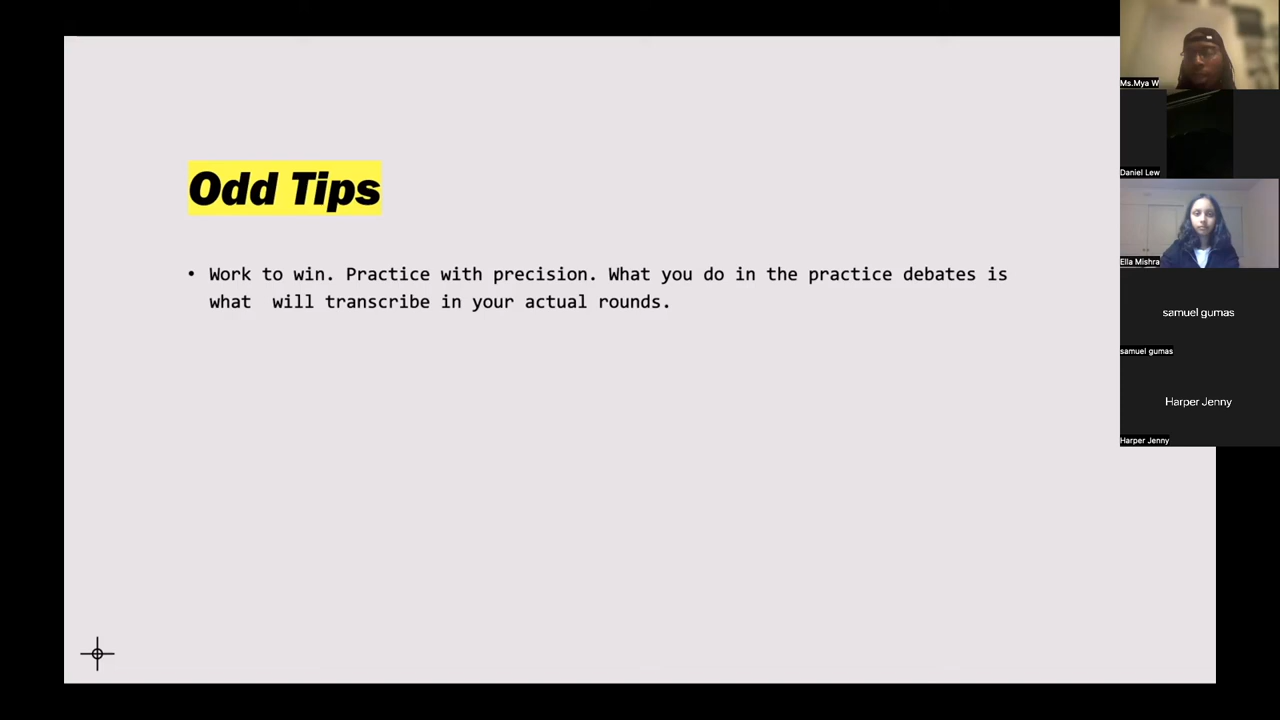 Odd Tips
• Work to win. Practice with precision. What you do in the practice debates is
what  will transcribe in your actual rounds.
Ms.Mya W
Daniel Lew
Ella Mishra
samuel gumas
samuel gumas
Harper Jenny
Harper Jenny